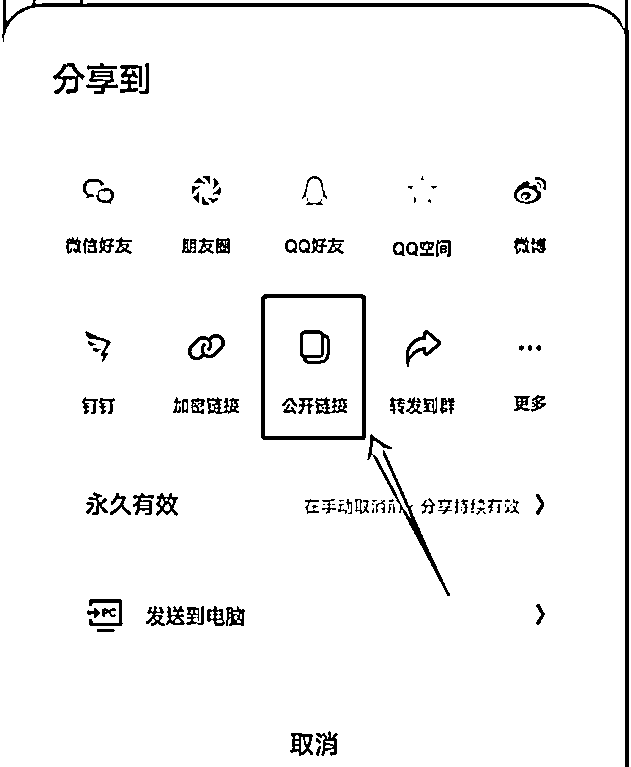 分享到
微信好友 朋友圈 QQ好友 QQ空间 微博
钉钉 加密链接 公开链接 转发到群 更多
永久有效 在手动取消前，分享持续有效
PC 发送到电脑
取消